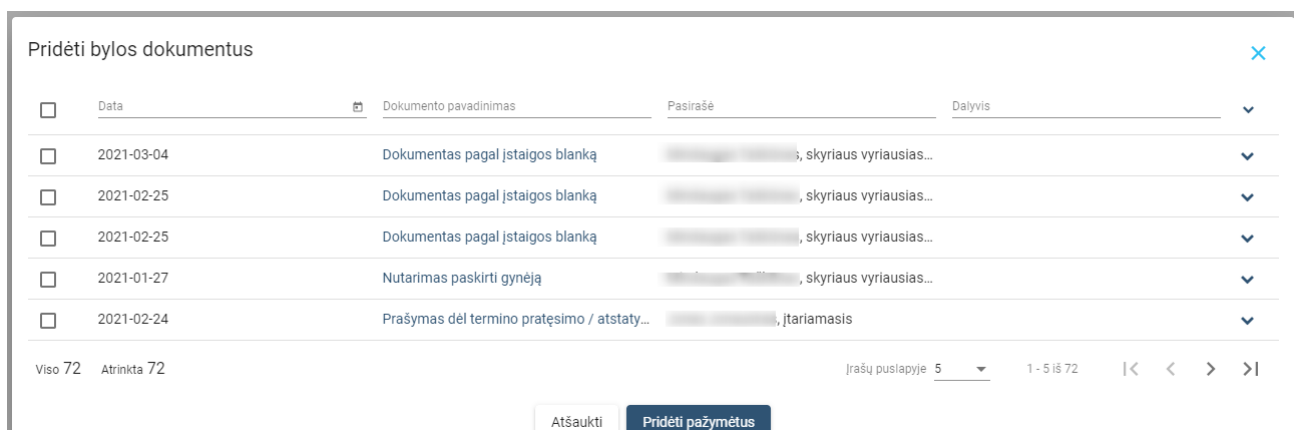 Pridėti bylos dokumentus
Data Dokumento pavadinimas Pasirašė Dalyvis
2021-03-04 Dokumentas pagal įstaigos blanką s, skyriaus vyriausias...
2021-02-25 Dokumentas pagal įstaigos blanką , skyriaus vyriausias...
2021-02-25 Dokumentas pagal įstaigos blanką , skyriaus vyriausias...
2021-01-27 Nutarimas paskirti gynėją , skyriaus vyriausias...
2021-02-24 Prašymas dėl termino pratęsimo / atstaty... , įtariamasis
Viso 72 Atrinkta 72 Įrašų puslapyje 5 1 - 5 iš 72
Atšaukti Pridėti pažymėtus